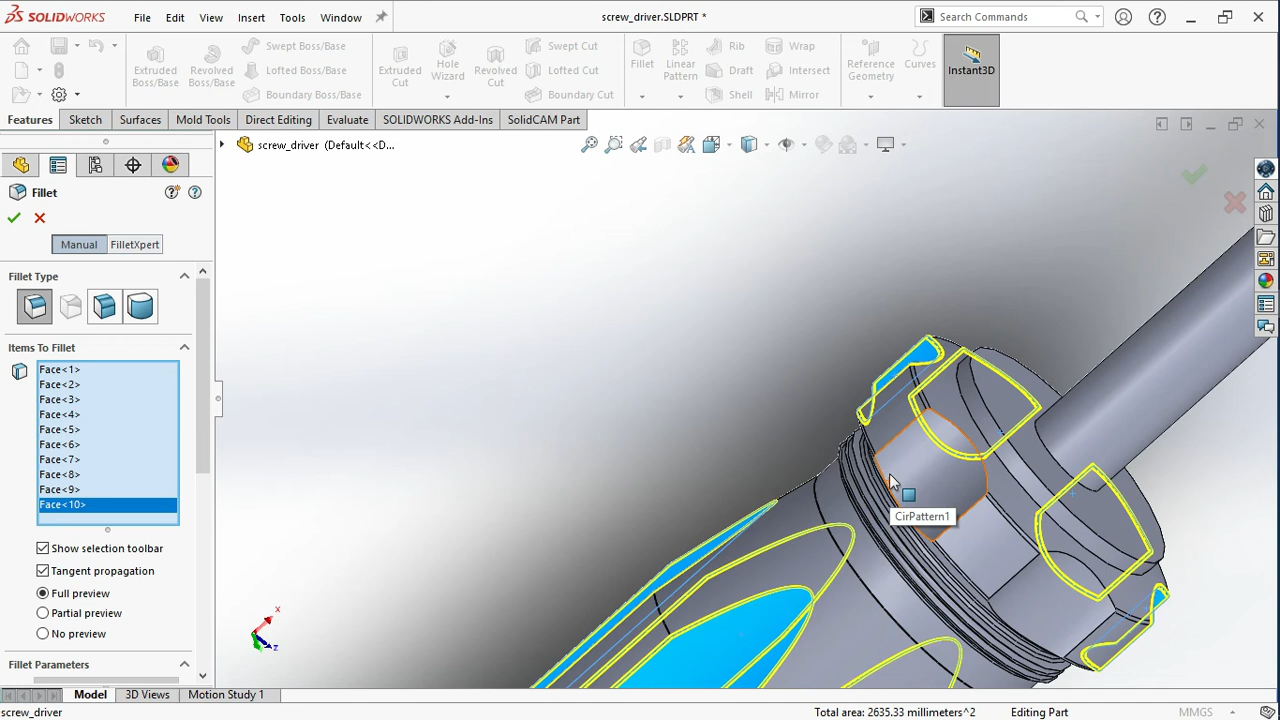 SOLIDWORKS File Edit View Insert Tools Window screw_driver.SLDPRT * Search Commands
Extruded Boss/Base
Revolved Boss/Base
Swept Boss/Base
Lofted Boss/Base
Boundary Boss/Base
Extruded Cut
Hole Wizard
Revolved Cut
Swept Cut
Lofted Cut
Boundary Cut
Fillet
Linear Pattern
Rib
Draft
Shell
Wrap
Intersect
Mirror
Reference Geometry
Curves
Instant3D
Features Sketch Surfaces Mold Tools Direct Editing Evaluate SOLIDWORKS Add-Ins SolidCAM Part
screw_driver (Default<<D...
Fillet
Manual FilletXpert
Fillet Type
Items To Fillet
Face<1>
Face<2>
Face<3>
Face<4>
Face<5>
Face<6>
Face<7>
Face<8>
Face<9>
Face<10>
CirPattern1
Show selection toolbar
Tangent propagation
Full preview
Partial preview
No preview
Fillet Parameters
x
z
Model 3D Views Motion Study 1
screw_driver Total area: 2635.33 millimeters^2 Editing Part MMGS